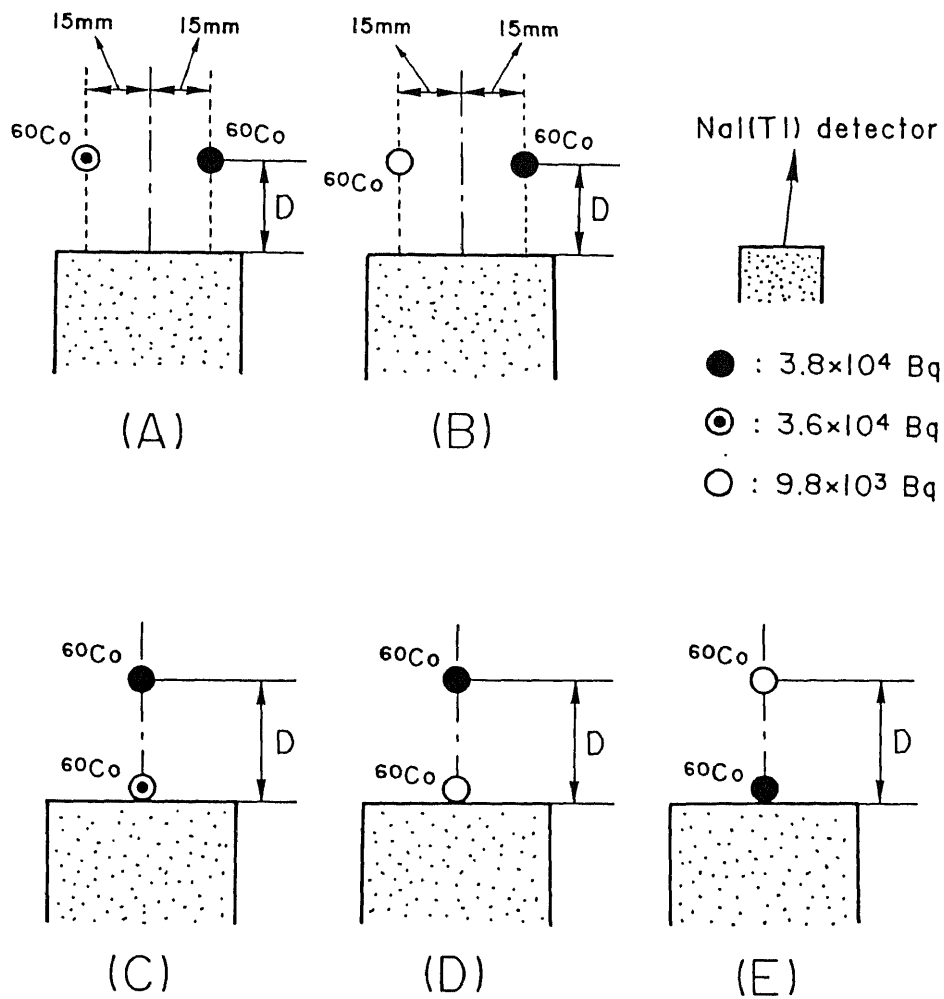 15mm 15mm
⁶⁰Co ⁶⁰Co
D
(A)
15mm 15mm
⁶⁰Co ⁶⁰Co
D
(B)
NaI(Tl) detector
: 3.8×10⁴ Bq
: 3.6×10⁴ Bq
: 9.8×10³ Bq
⁶⁰Co
D
⁶⁰Co
(C)
⁶⁰Co
D
⁶⁰Co
(D)
⁶⁰Co
D
⁶⁰Co
(E)